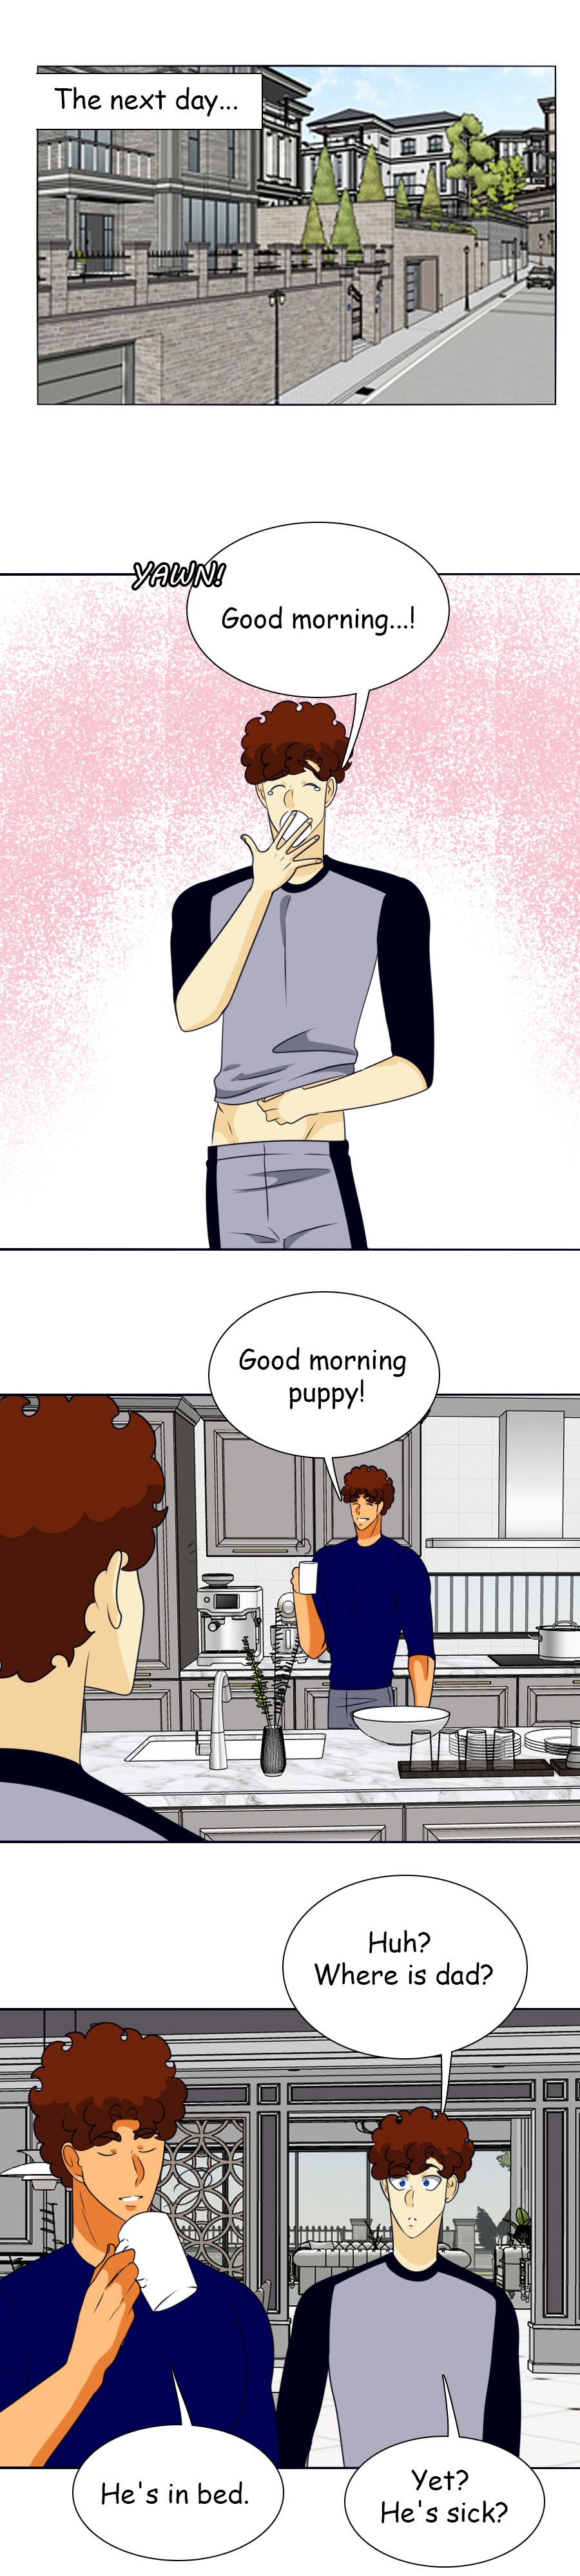 The next day...
YAWN!
Good morning...!
Good morning
puppy!
Huh?
Where is dad?
He's in bed.
Yet?
He's sick?